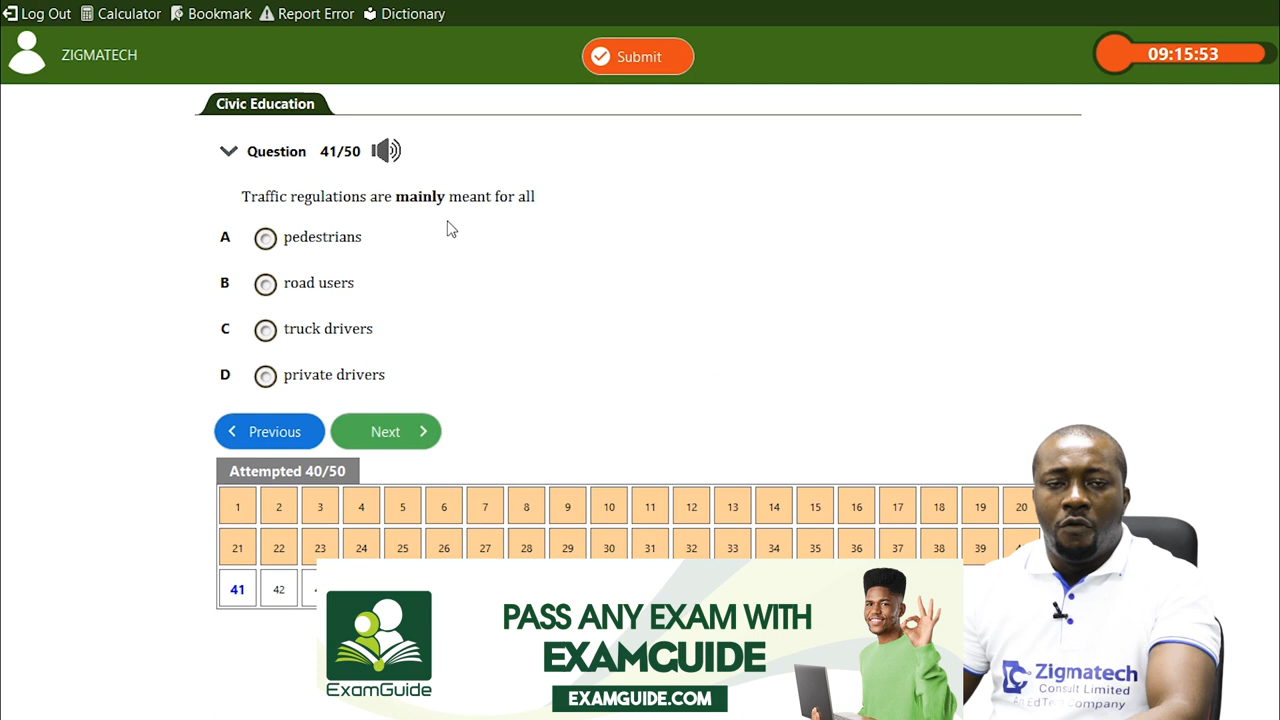 Log Out Calculator Bookmark Report Error Dictionary
ZIGMATECH
Submit
09:15:53
Civic Education
Question 41/50
Traffic regulations are mainly meant for all
A pedestrians
B road users
C truck drivers
D private drivers
Previous Next
Attempted 40/50
1 2 3 4 5 6 7 8 9 10 11 12 13 14 15 16 17 18 19 20
21 22 23 24 25 26 27 28 29 30 31 32 33 34 35 36 37 38 39
41 42
ExamGuide
PASS ANY EXAM WITH
EXAMGUIDE
EXAMGUIDE.COM
Zigmatech
Consult Limited
An EdTech Company